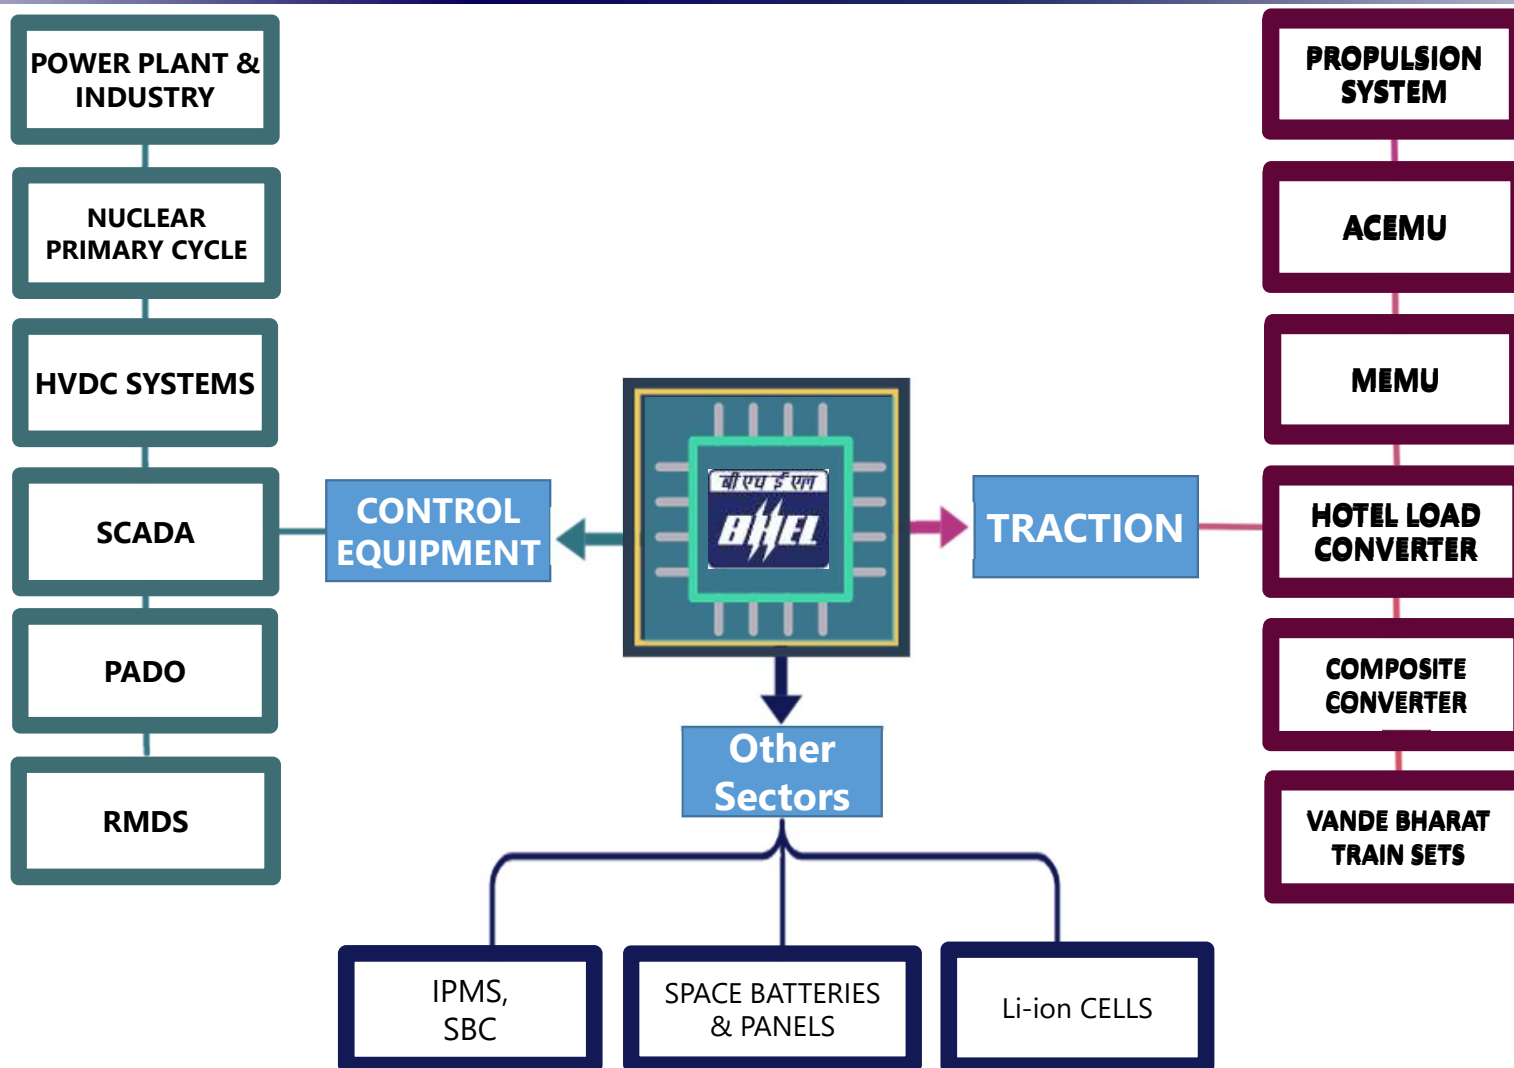 POWER PLANT &
INDUSTRY
NUCLEAR
PRIMARY CYCLE
HVDC SYSTEMS
SCADA
PADO
RMDS
CONTROL
EQUIPMENT
बी एच ई एल
BHEL
TRACTION
Other
Sectors
IPMS,
SBC
SPACE BATTERIES
& PANELS
Li-ion CELLS
PROPULSION
SYSTEM
ACEMU
MEMU
HOTEL LOAD
CONVERTER
COMPOSITE
CONVERTER
VANDE BHARAT
TRAIN SETS